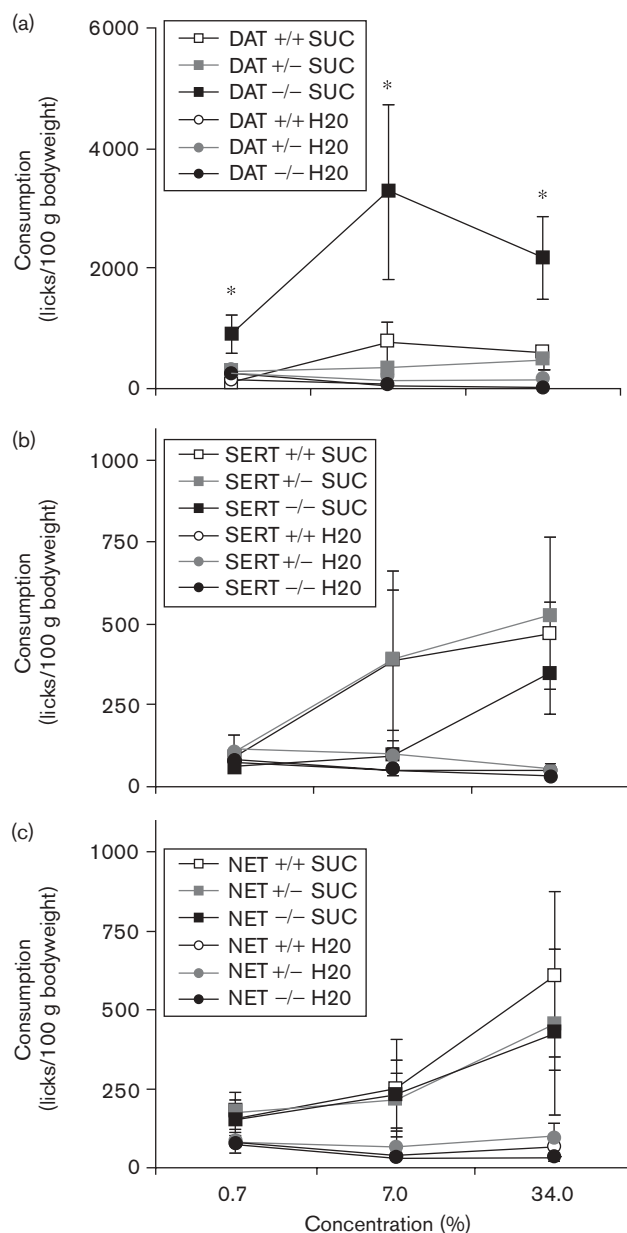 (a)
6000
4000
2000
0
Consumption
(licks/100 g bodyweight)
DAT +/+ SUC
DAT +/− SUC
DAT −/− SUC
DAT +/+ H20
DAT +/− H20
DAT −/− H20
*
*
*
(b)
1000
750
500
250
0
Consumption
(licks/100 g bodyweight)
SERT +/+ SUC
SERT +/− SUC
SERT −/− SUC
SERT +/+ H20
SERT +/− H20
SERT −/− H20
(c)
1000
750
500
250
0
Consumption
(licks/100 g bodyweight)
NET +/+ SUC
NET +/− SUC
NET −/− SUC
NET +/+ H20
NET +/− H20
NET −/− H20
0.7 7.0 34.0
Concentration (%)